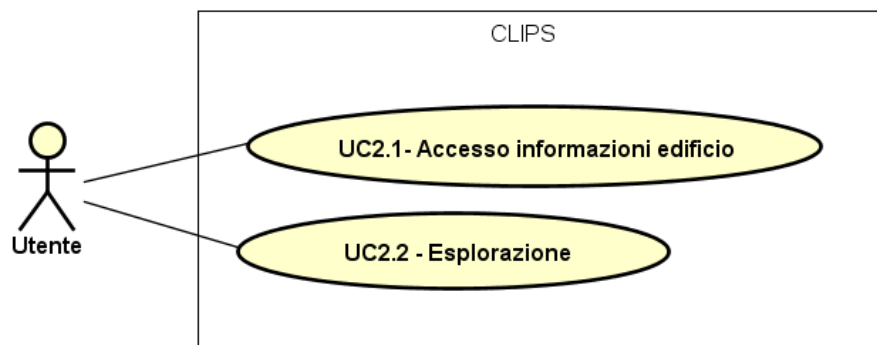 CLIPS
UC2.1- Accesso informazioni edificio
Utente
UC2.2 - Esplorazione